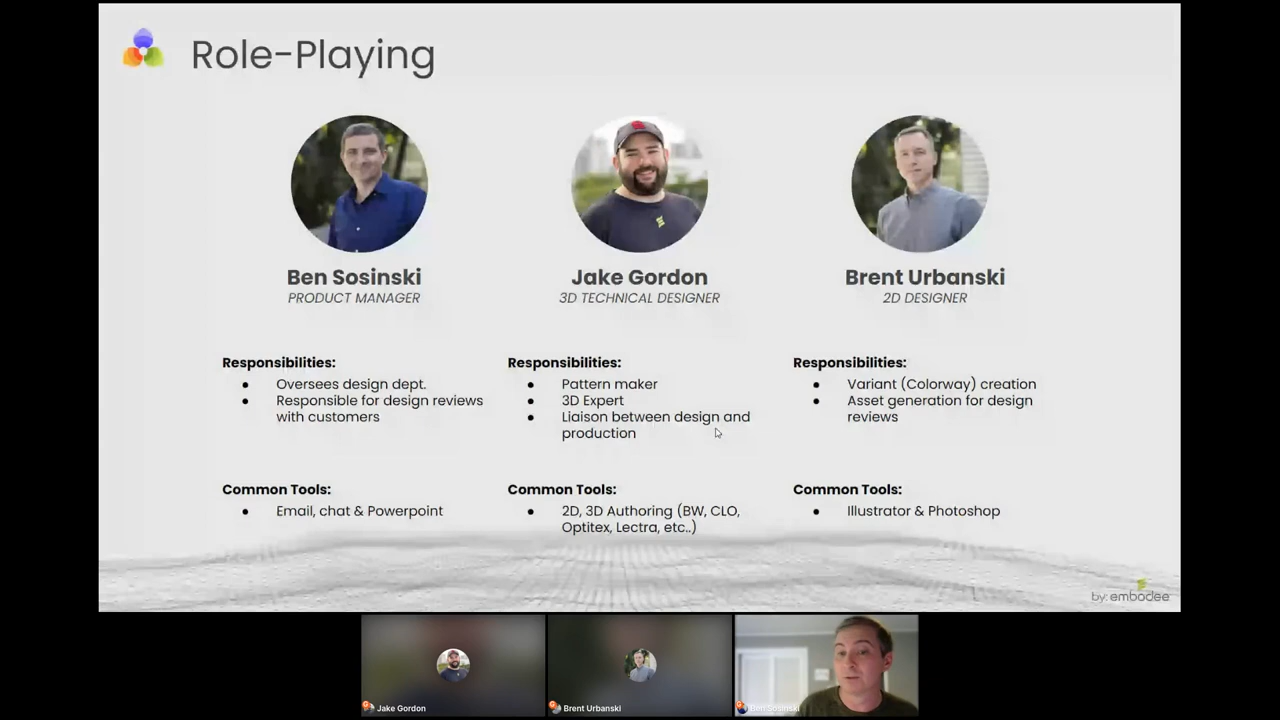 Role-Playing
Ben Sosinski
PRODUCT MANAGER
Responsibilities:
● Oversees design dept.
● Responsible for design reviews
with customers
Common Tools:
● Email, chat & Powerpoint
Jake Gordon
3D TECHNICAL DESIGNER
Responsibilities:
● Pattern maker
● 3D Expert
● Liaison between design and
production
Common Tools:
● 2D, 3D Authoring (BW, CLO,
Optitex, Lectra, etc..)
Brent Urbanski
2D DESIGNER
Responsibilities:
● Variant (Colorway) creation
● Asset generation for design
reviews
Common Tools:
● Illustrator & Photoshop
by: embodee
Jake Gordon
Brent Urbanski
Ben Sosinski